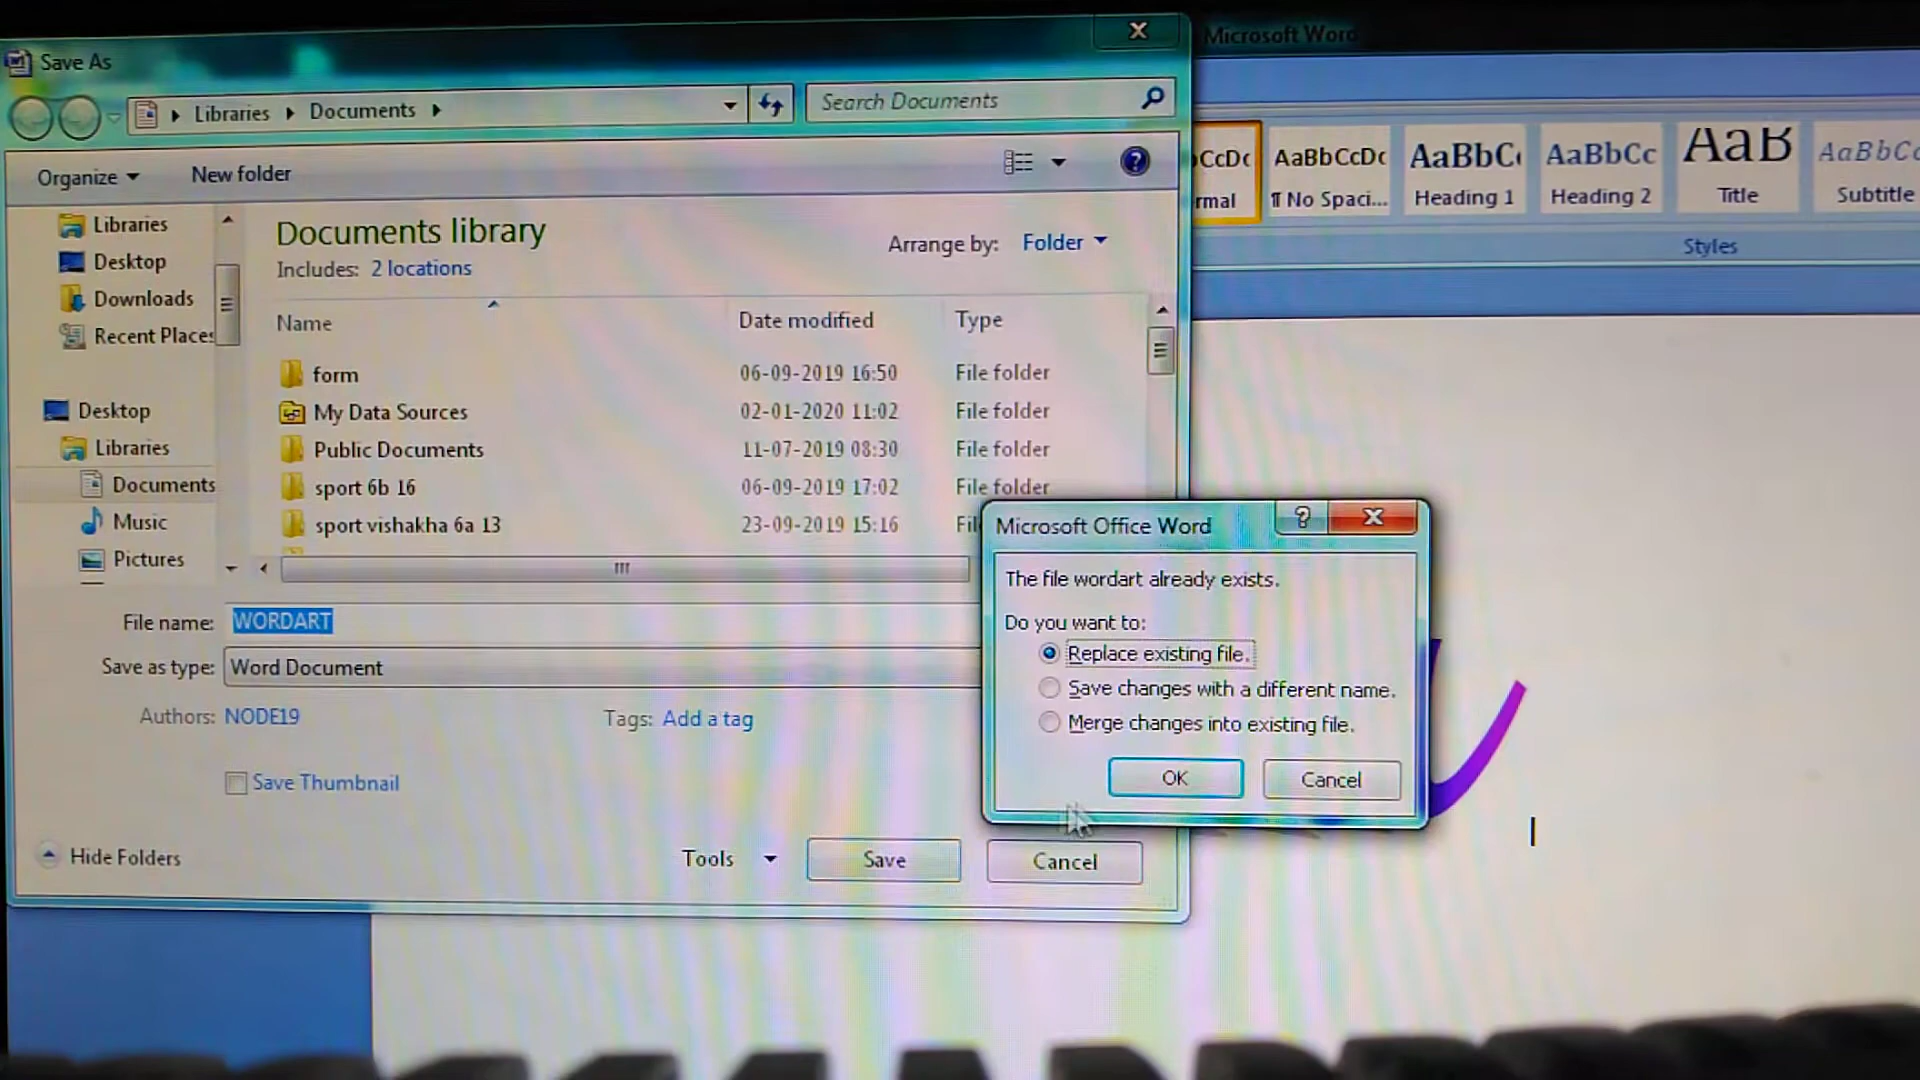 Microsoft Word
Save As
Libraries
Documents
Search Documents
Organize
New folder
Libraries
Desktop
Downloads
Recent Places
Desktop
Libraries
Documents
Music
Pictures
Documents library
Includes: 2 locations
Arrange by: Folder
Name Date modified Type
form 06-09-2019 16:50 File folder
My Data Sources 02-01-2020 11:02 File folder
Public Documents 11-07-2019 08:30 File folder
sport 6b 16 06-09-2019 17:02 File folder
sport vishakha 6a 13 23-09-2019 15:16 Fil
File name: WORDART
Save as type: Word Document
Authors: NODE19
Tags: Add a tag
Save Thumbnail
Hide Folders
Tools
Save
Cancel
Microsoft Office Word
The file wordart already exists.
Do you want to:
Replace existing file.
Save changes with a different name.
Merge changes into existing file.
OK
Cancel
CcDc AaBbCcDc AaBbC AaBbCc AaB AaBbCc
rmal ¶ No Spaci... Heading 1 Heading 2 Title Subtitle
Styles